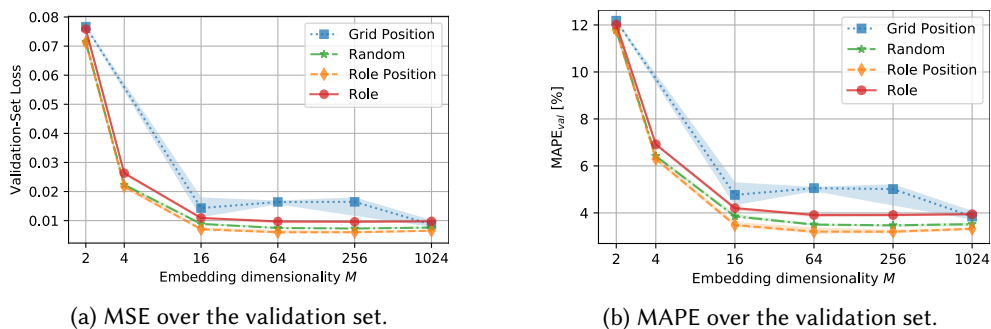 0.08
0.07
0.06
0.05
0.04
0.03
0.02
0.01
Validation-Set Loss
2 4 16 64 256 1024
Embedding dimensionality M
Grid Position
Random
Role Position
Role
(a) MSE over the validation set.
12
10
8
6
4
MAPE_val [%]
2 4 16 64 256 1024
Embedding dimensionality M
Grid Position
Random
Role Position
Role
(b) MAPE over the validation set.